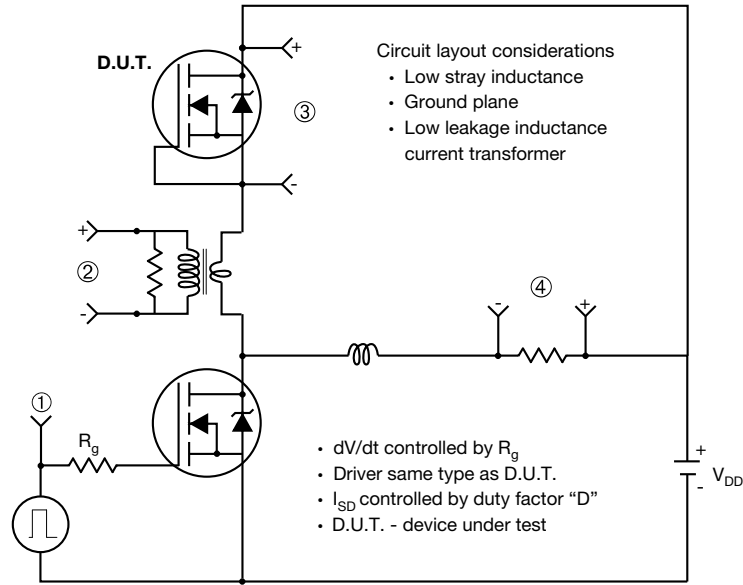 D.U.T.
+
Circuit layout considerations
• Low stray inductance
• Ground plane
• Low leakage inductance
current transformer
③
-
+
②
-
④
-
+
①
R_g
• dV/dt controlled by R_g
• Driver same type as D.U.T.
• I_SD controlled by duty factor “D”
• D.U.T. - device under test
+
V_DD
-